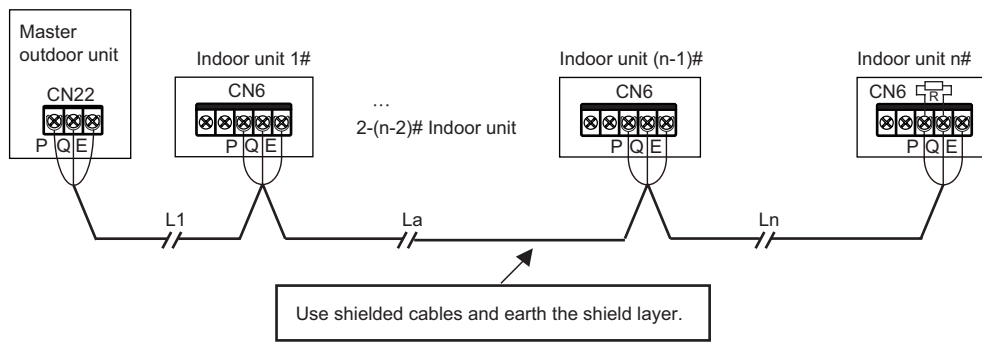 Master
outdoor unit
CN22
P Q E
Indoor unit 1#
CN6
P Q E
...
2-(n-2)# Indoor unit
Indoor unit (n-1)#
CN6
P Q E
Indoor unit n#
CN6
R
P Q E
L1
La
Ln
Use shielded cables and earth the shield layer.